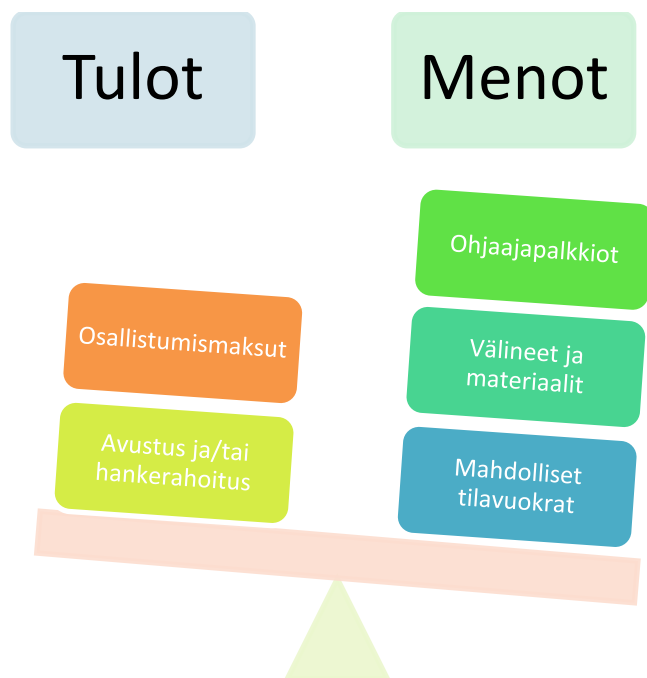 Tulot
Menot
Osallistumismaksut
Avustus ja/tai
hankerahoitus
Ohjaajapalkkiot
Välineet ja
materiaalit
Mahdolliset
tilavuokrat